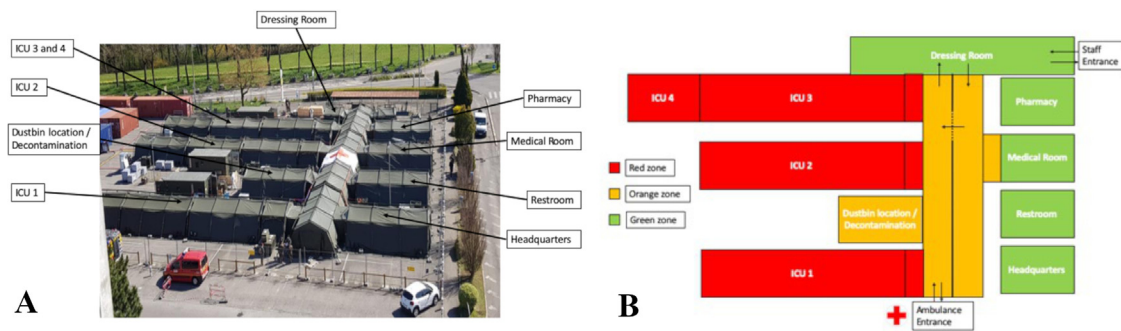 Dressing Room
ICU 3 and 4
ICU 2
Dustbin location /
Decontamination
ICU 1
Pharmacy
Medical Room
Restroom
Headquarters
A
Dressing Room
Staff
Entrance
ICU 4
ICU 3
Pharmacy
ICU 2
Medical Room
Red zone
Orange zone
Green zone
Dustbin location /
Decontamination
Restroom
ICU 1
Headquarters
Ambulance
Entrance
B